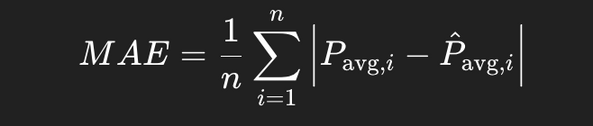 MAE = \frac{1}{n} \sum_{i=1}^{n} \left| P_{\text{avg},i} - \hat{P}_{\text{avg},i} \right|